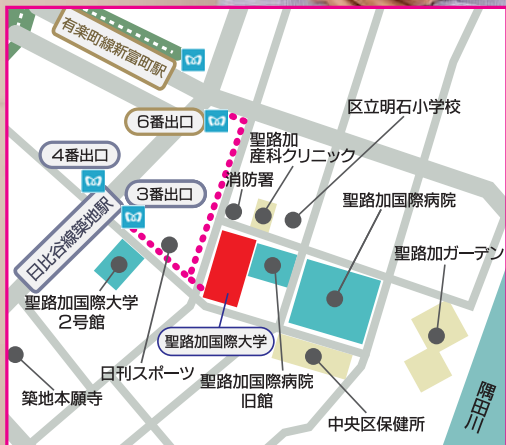 有楽町線新富町駅
6番出口
区立明石小学校
聖路加
産科クリニック
4番出口
消防署
3番出口
聖路加国際病院
日比谷線築地駅
聖路加ガーデン
聖路加国際大学
2号館
聖路加国際大学
日刊スポーツ
聖路加国際病院
旧館
築地本願寺
中央区保健所
隅田川